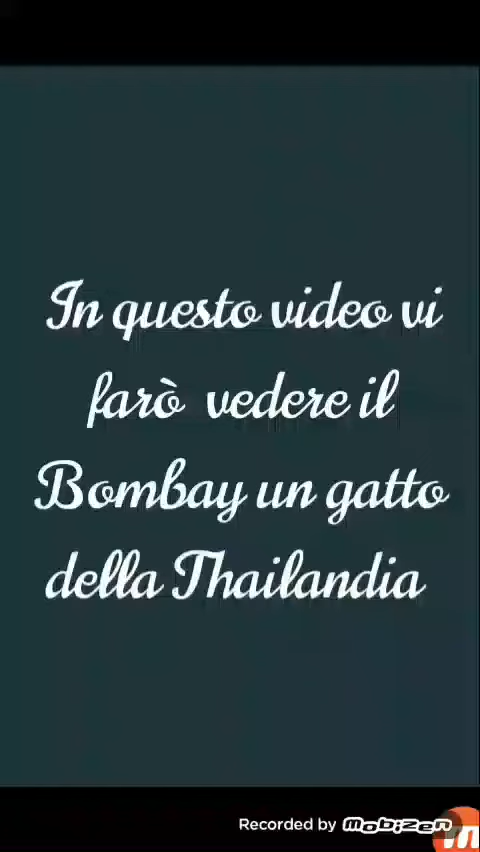 In questo video vi
farò vedere il
Bombay un gatto
della Thailandia
Recorded by Mobizen